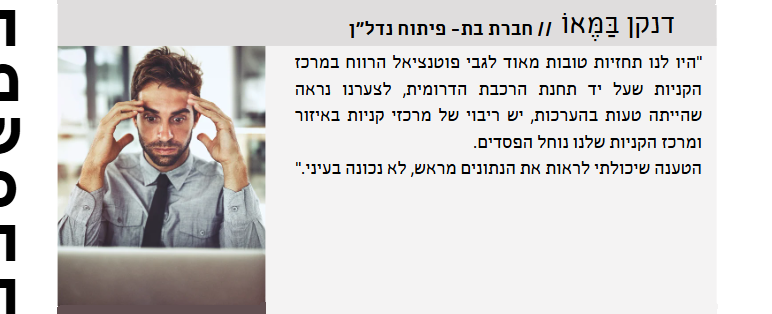 דנקן בַּמֶּאוֹ // חברת בת- פיתוח נדל"ן
"היו לנו תחזיות טובות מאוד לגבי פוטנציאל הרווח במרכז
הקניות שעל יד תחנת הרכבת הדרומית, לצערנו נראה
שהייתה טעות בהערכות, יש ריבוי של מרכזי קניות באיזור
ומרכז הקניות שלנו נוחל הפסדים.
הטענה שיכולתי לראות את הנתונים מראש, לא נכונה בעיני."